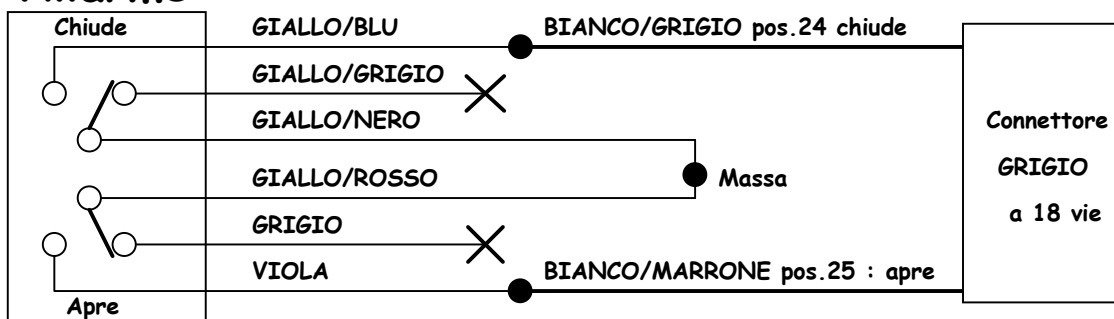 Chiude
GIALLO/BLU
BIANCO/GRIGIO pos.24 chiude
GIALLO/GRIGIO
GIALLO/NERO
Connettore
GRIGIO
a 18 vie
GIALLO/ROSSO
Massa
GRIGIO
VIOLA
BIANCO/MARRONE pos.25 : apre
Apre